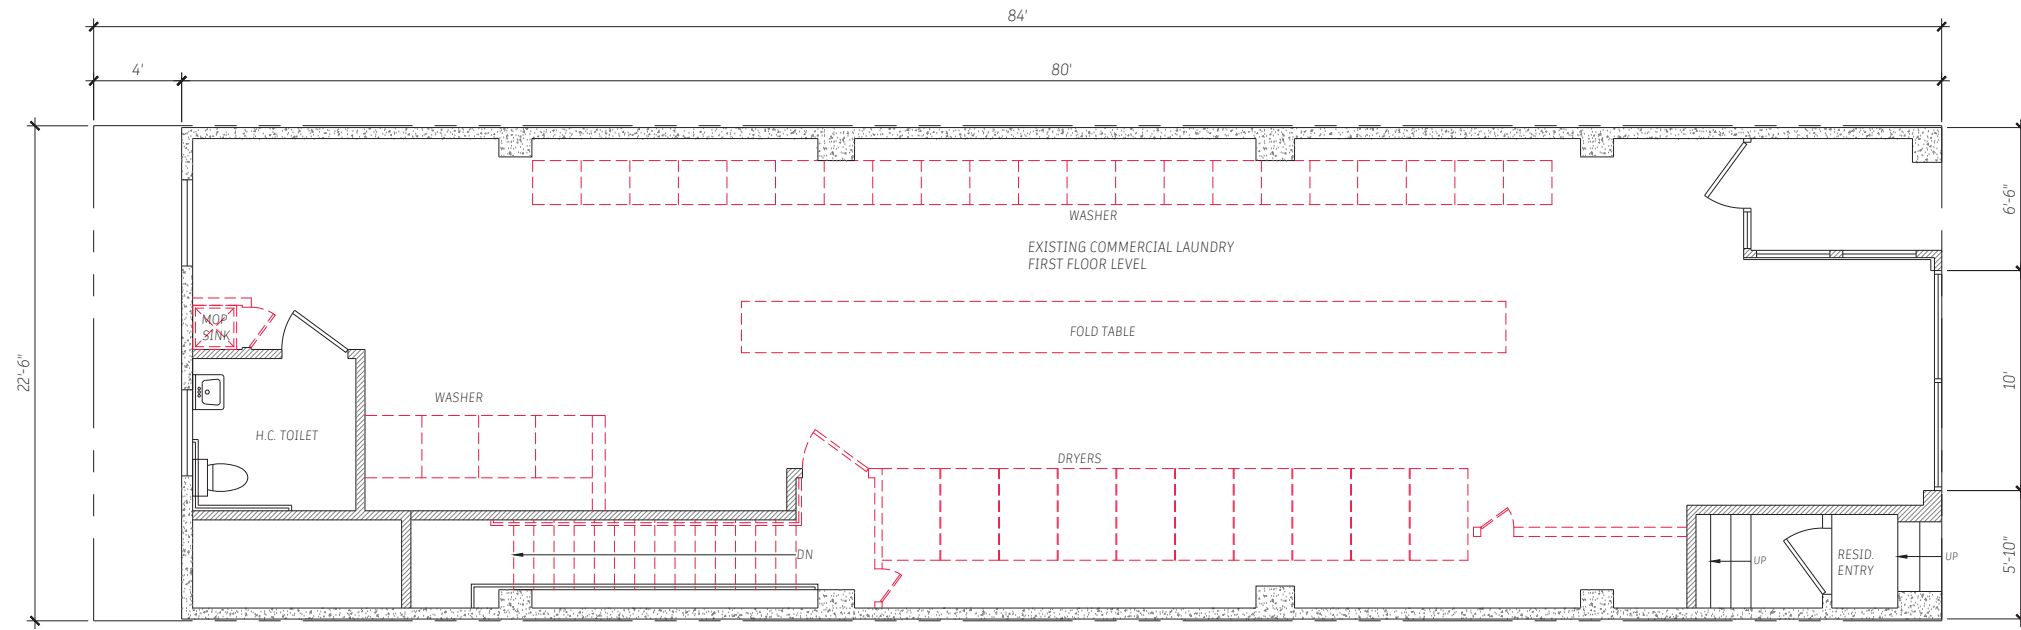 84'
4'
80'
22'-6"
6'-6"
10'
5'-10"
WASHER
EXISTING COMMERCIAL LAUNDRY
FIRST FLOOR LEVEL
MOP
SINK
FOLD TABLE
WASHER
H.C. TOILET
DRYERS
DN
UP
RESID.
ENTRY
UP